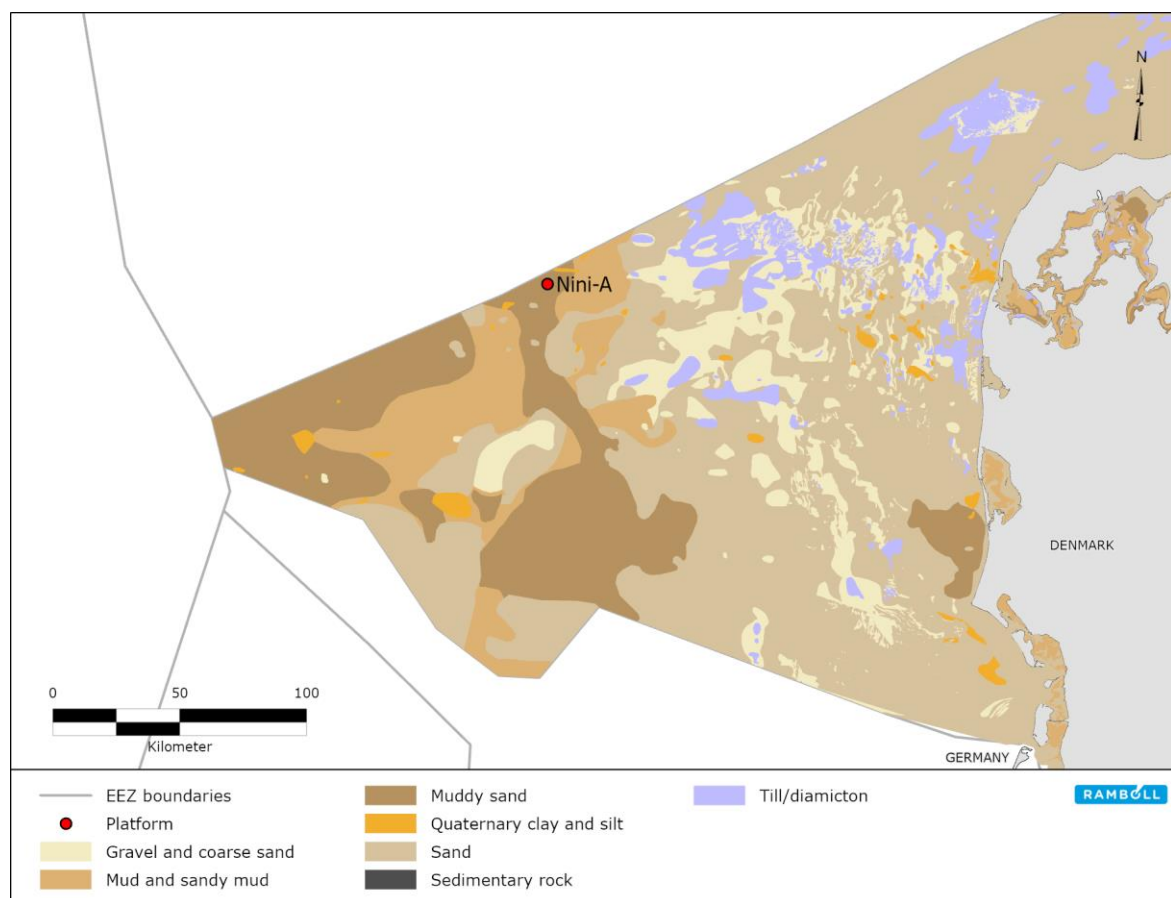 N
Nini-A
DENMARK
0 50 100
Kilometer
GERMANY
EEZ boundaries
Platform
Gravel and coarse sand
Mud and sandy mud
Muddy sand
Quaternary clay and silt
Sand
Sedimentary rock
Till/diamicton
RAMBOLL